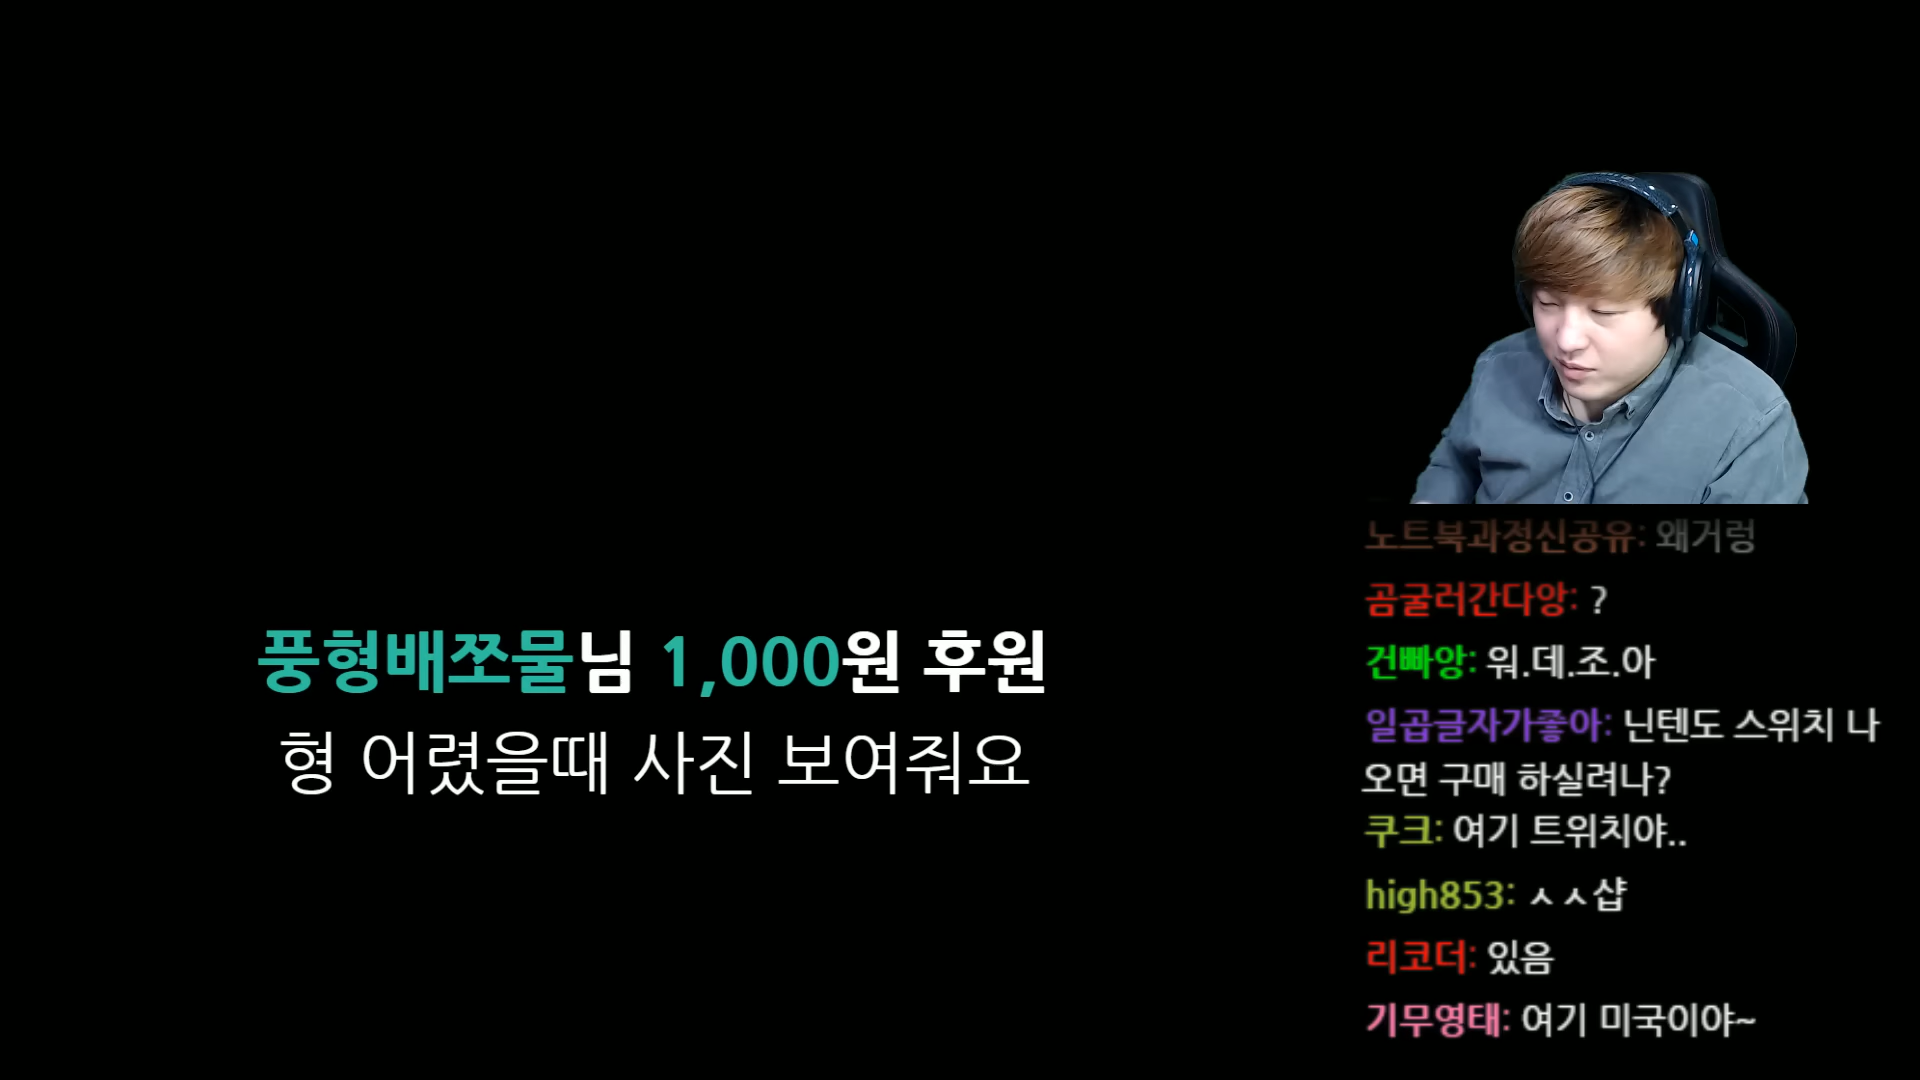 풍형배쪼물님 1,000원 후원
형 어렸을때 사진 보여줘요
노트북과정신공유: 왜거렁
곰굴러간다앙: ?
건빠앙: 워.데.조.아
일곱글자가좋아: 닌텐도 스위치 나
오면 구매 하실려나?
쿠크: 여기 트위치야..
high853: ㅅㅅ샵
리코더: 있음
기무영태: 여기 미국이야~